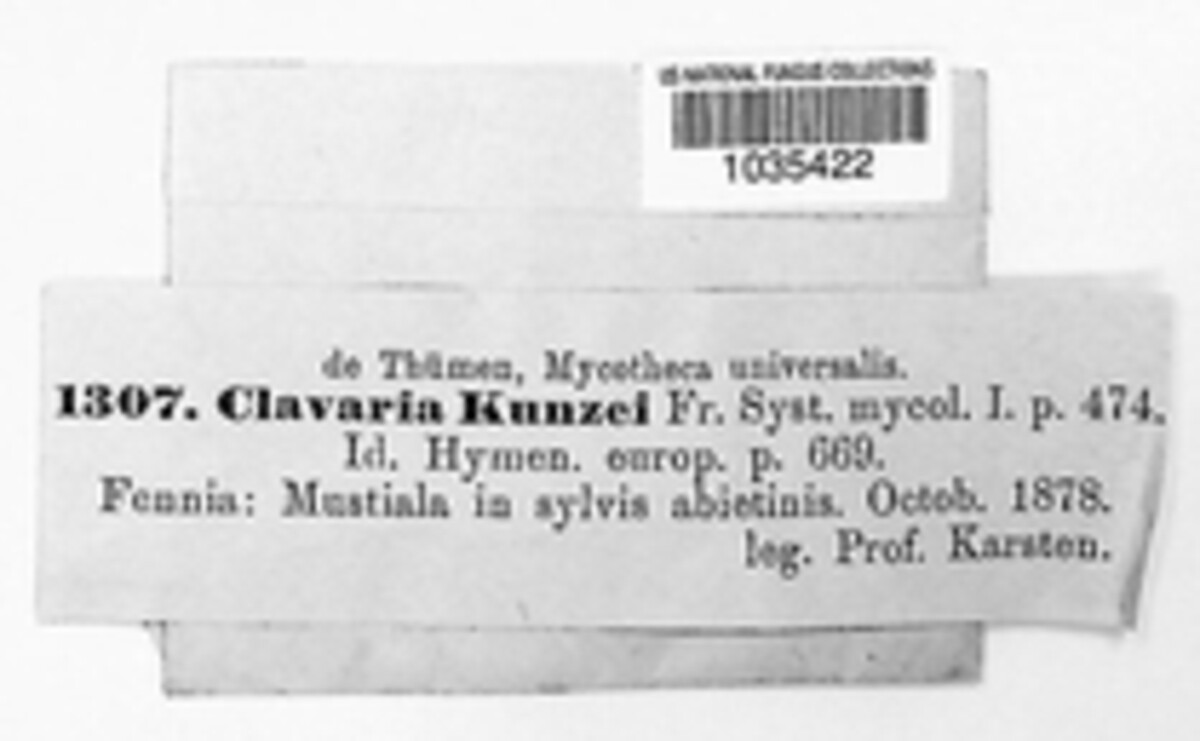 US NATIONAL FUNGUS COLLECTIONS
1035422
de Thümen, Mycotheca universalis.
1307. Clavaria Kunzei Fr. Syst. mycol. I. p. 474.
Id. Hymen. europ. p. 669.
Fennia: Mustiala in sylvis abietinis. Octob. 1878.
leg. Prof. Karsten.